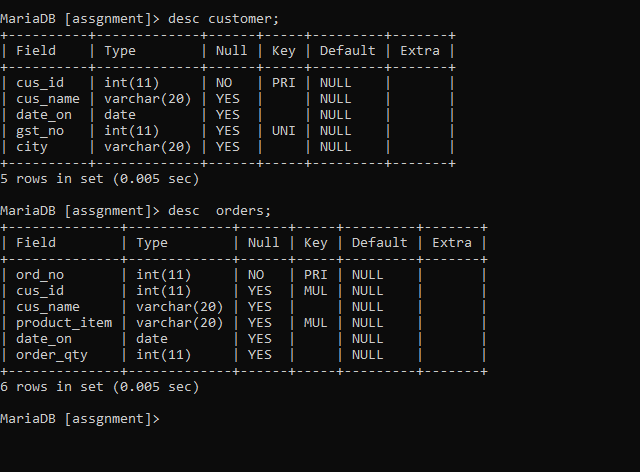 MariaDB [assgnment]> desc customer;
+----------+-------------+------+-----+---------+-------+
| Field    | Type        | Null | Key | Default | Extra |
+----------+-------------+------+-----+---------+-------+
| cus_id   | int(11)     | NO   | PRI | NULL    |       |
| cus_name | varchar(20) | YES  |     | NULL    |       |
| date_on  | date        | YES  |     | NULL    |       |
| gst_no   | int(11)     | YES  | UNI | NULL    |       |
| city     | varchar(20) | YES  |     | NULL    |       |
+----------+-------------+------+-----+---------+-------+
5 rows in set (0.005 sec)

MariaDB [assgnment]> desc  orders;
+--------------+-------------+------+-----+---------+-------+
| Field        | Type        | Null | Key | Default | Extra |
+--------------+-------------+------+-----+---------+-------+
| ord_no       | int(11)     | NO   | PRI | NULL    |       |
| cus_id       | int(11)     | YES  | MUL | NULL    |       |
| cus_name     | varchar(20) | YES  |     | NULL    |       |
| product_item | varchar(20) | YES  | MUL | NULL    |       |
| date_on      | date        | YES  |     | NULL    |       |
| order_qty    | int(11)     | YES  |     | NULL    |       |
+--------------+-------------+------+-----+---------+-------+
6 rows in set (0.005 sec)

MariaDB [assgnment]>